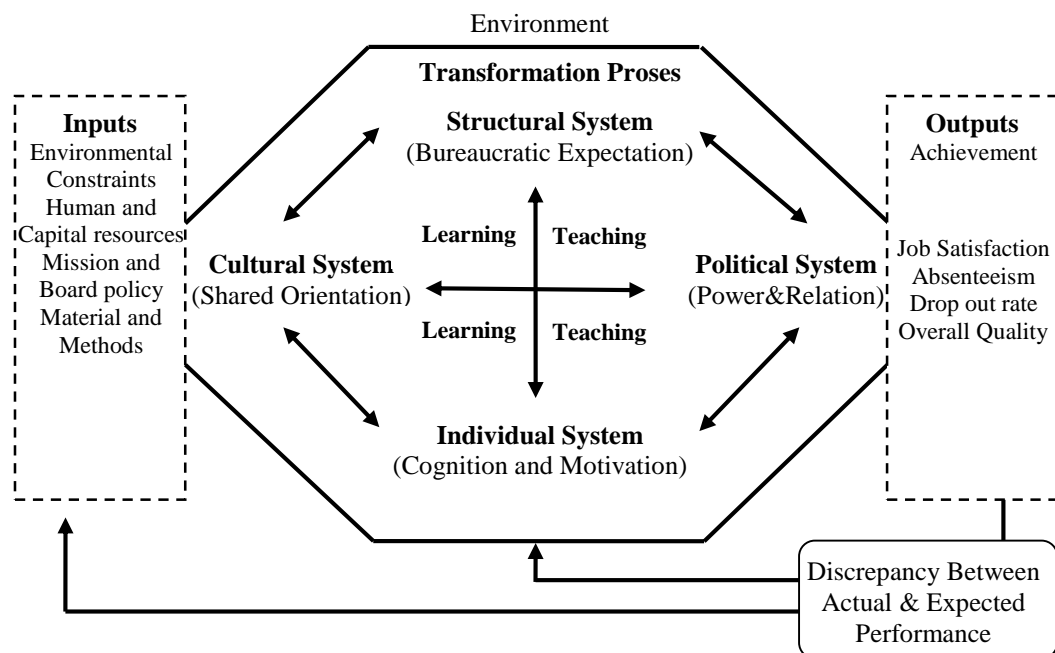 Environment
Transformation Proses
Inputs
Environmental
Constraints
Human and
Capital resources
Mission and
Board policy
Material and
Methods
Structural System
(Bureaucratic Expectation)
Learning
Teaching
Cultural System
(Shared Orientation)
Political System
(Power&Relation)
Learning
Teaching
Individual System
(Cognition and Motivation)
Outputs
Achievement
Job Satisfaction
Absenteeism
Drop out rate
Overall Quality
Discrepancy Between
Actual & Expected
Performance